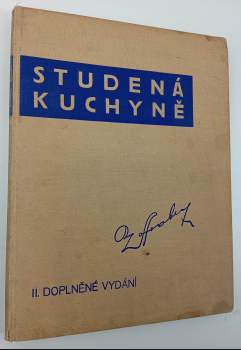 STUDENÁ
KUCHYNĚ
II. DOPLNĚNÉ VYDÁNÍ